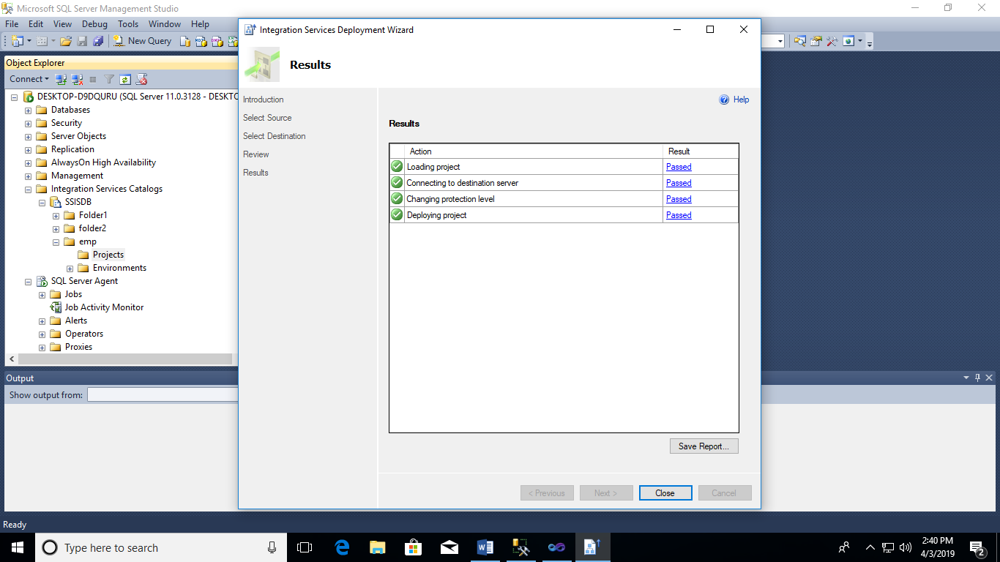 Microsoft SQL Server Management Studio
File Edit View Debug Tools Window Help
New Query
Object Explorer
Connect
DESKTOP-D9DQURU (SQL Server 11.0.3128 - DESKTO
Databases
Security
Server Objects
Replication
AlwaysOn High Availability
Management
Integration Services Catalogs
SSISDB
Folder1
folder2
emp
Projects
Environments
SQL Server Agent
Jobs
Job Activity Monitor
Alerts
Operators
Proxies
Output
Show output from:
Ready
Integration Services Deployment Wizard
Results
Introduction
Select Source
Select Destination
Review
Results
Help
Results
Action Result
Loading project Passed
Connecting to destination server Passed
Changing protection level Passed
Deploying project Passed
Save Report...
< Previous Next > Close Cancel
Type here to search
2:40 PM
4/3/2019
2